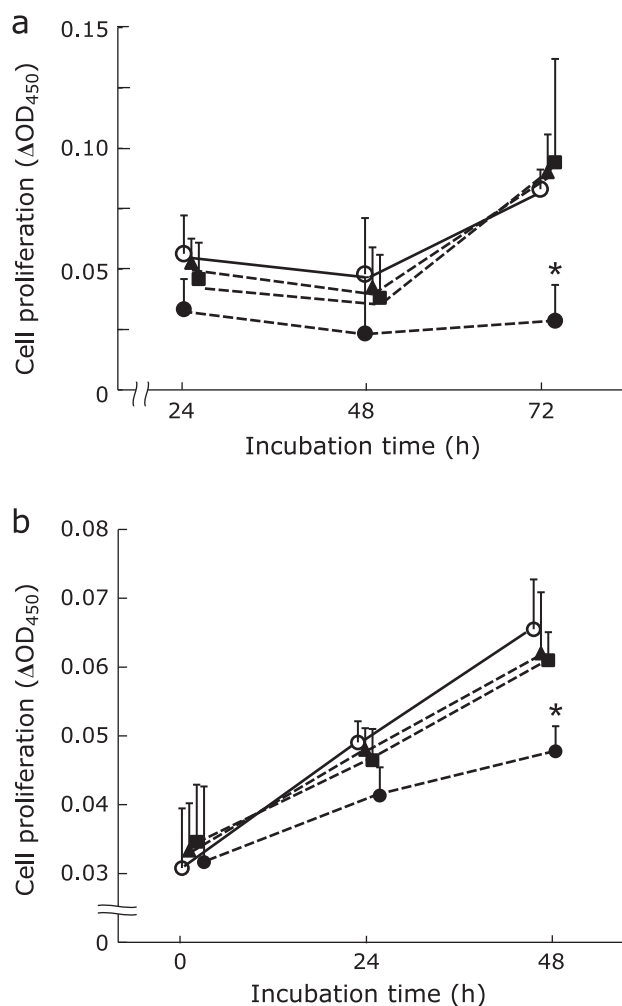 a
0.15
0.10
0.05
0
Cell proliferation (ΔOD450)
*
24 48 72
Incubation time (h)
b
0.08
0.07
0.06
0.05
0.04
0.03
0
Cell proliferation (ΔOD450)
*
0 24 48
Incubation time (h)